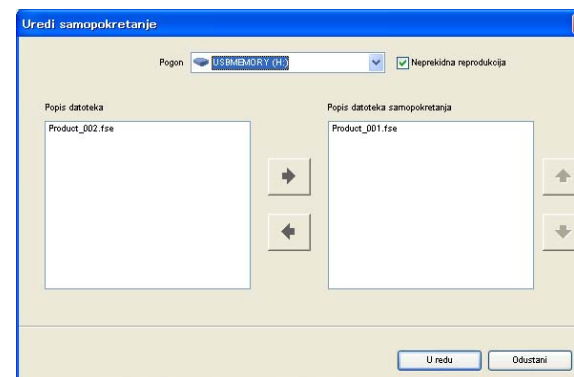 Uredi samopokretanje
Pogon USBMEMORY (H:) Neprekidna reprodukcija
Popis datoteka Popis datoteka samopokretanja
Product_002.fse Product_001.fse
U redu Odustani